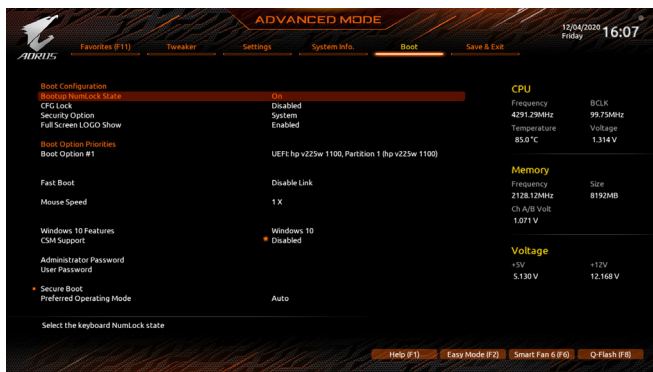 ADVANCED MODE
12/04/2020 16:07
Friday
AORUS
Favorites (F11) Tweaker Settings System Info. Boot Save & Exit
Boot Configuration
Bootup NumLock State On
CFG Lock Disabled
Security Option System
Full Screen LOGO Show Enabled
Boot Option Priorities
Boot Option #1 UEFI: hp v225w 1100, Partition 1 (hp v225w 1100)
Fast Boot Disable Link
Mouse Speed 1 X
Windows 10 Features Windows 10
CSM Support Disabled
Administrator Password
User Password
Secure Boot
Preferred Operating Mode Auto
Select the keyboard NumLock state
CPU
Frequency BCLK
4291.29MHz 99.75MHz
Temperature Voltage
85.0 °C 1.314 V
Memory
Frequency Size
2128.12MHz 8192MB
Ch A/B Volt
1.071 V
Voltage
+5V +12V
5.130 V 12.168 V
Help (F1) Easy Mode (F2) Smart Fan 6 (F6) Q-Flash (F8)